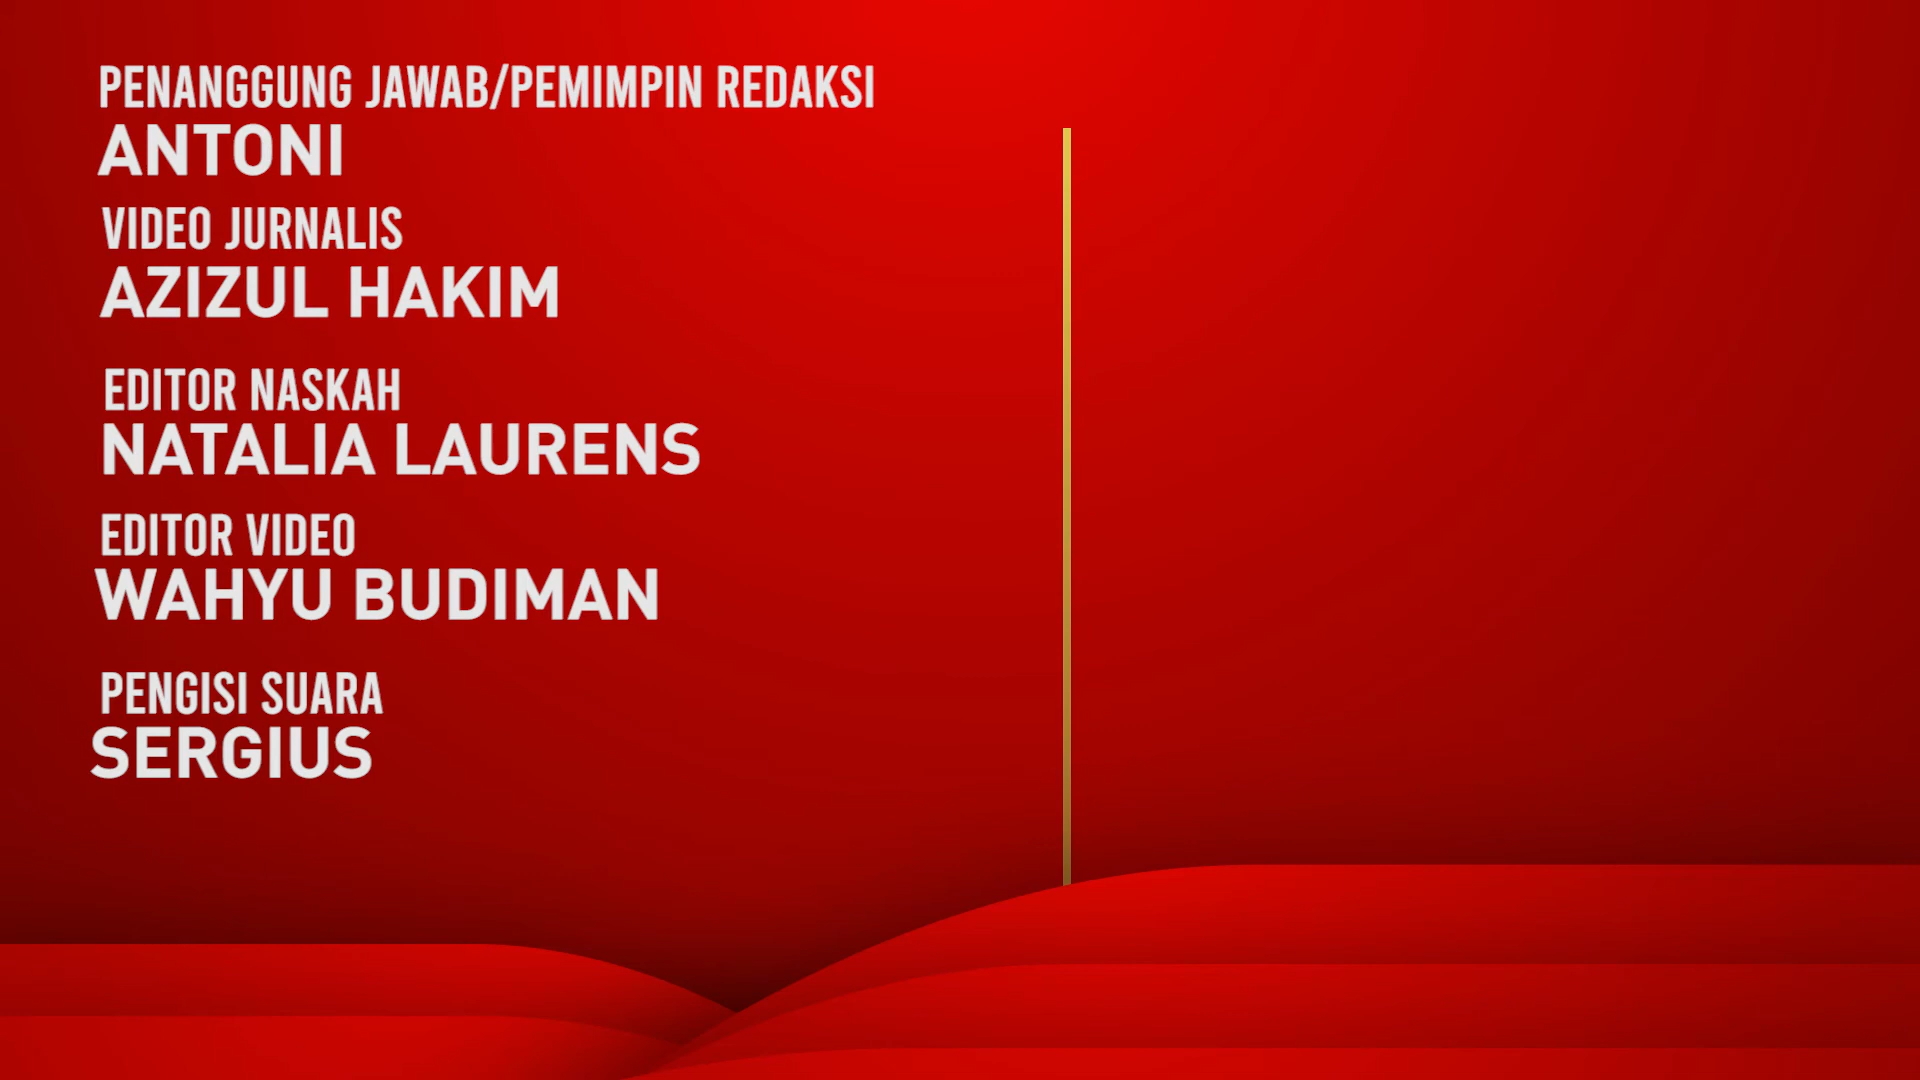 PENANGGUNG JAWAB/PEMIMPIN REDAKSI
ANTONI
VIDEO JURNALIS
AZIZUL HAKIM
EDITOR NASKAH
NATALIA LAURENS
EDITOR VIDEO
WAHYU BUDIMAN
PENGISI SUARA
SERGIUS